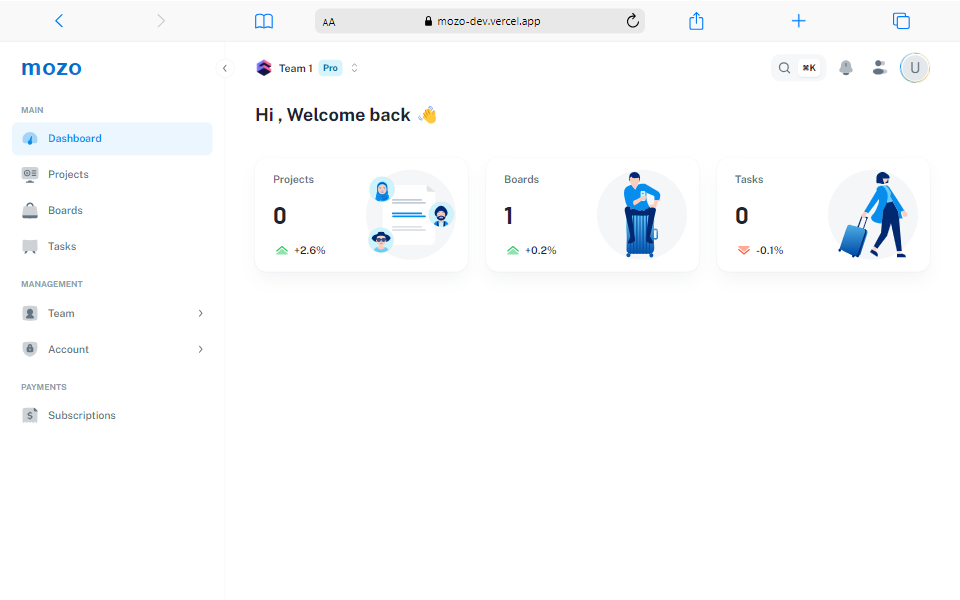 AA mozo-dev.vercel.app
mozo
Team 1 Pro
⌘K
U
MAIN
Dashboard
Projects
Boards
Tasks
MANAGEMENT
Team
Account
PAYMENTS
Subscriptions
Hi , Welcome back 👋
Projects
0
+2.6%
Boards
1
+0.2%
Tasks
0
-0.1%